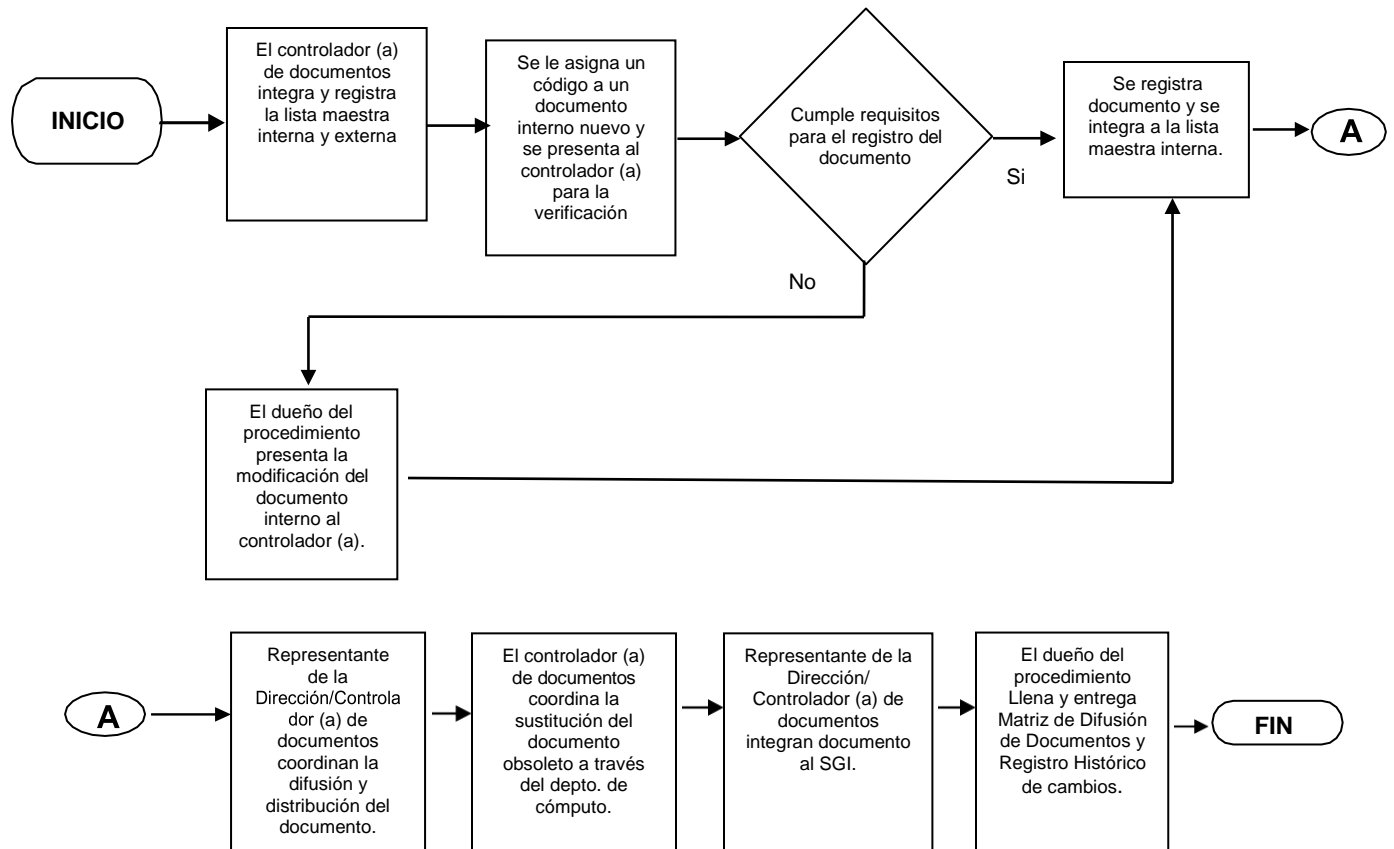 INICIO
El controlador (a)
de documentos
integra y registra
la lista maestra
interna y externa
Se le asigna un
código a un
documento
interno nuevo y
se presenta al
controlador (a)
para la
verificación
Cumple requisitos
para el registro del
documento
Si
No
Se registra
documento y se
integra a la lista
maestra interna.
A
El dueño del
procedimiento
presenta la
modificación del
documento
interno al
controlador (a).
A
Representante
de la
Dirección/Controla
dor (a) de
documentos
coordinan la
difusión y
distribución del
documento.
El controlador (a)
de documentos
coordina la
sustitución del
documento
obsoleto a través
del depto. de
cómputo.
Representante de la
Dirección/
Controlador (a) de
documentos
integran documento
al SGI.
El dueño del
procedimiento
Llena y entrega
Matriz de Difusión
de Documentos y
Registro Histórico
de cambios.
FIN